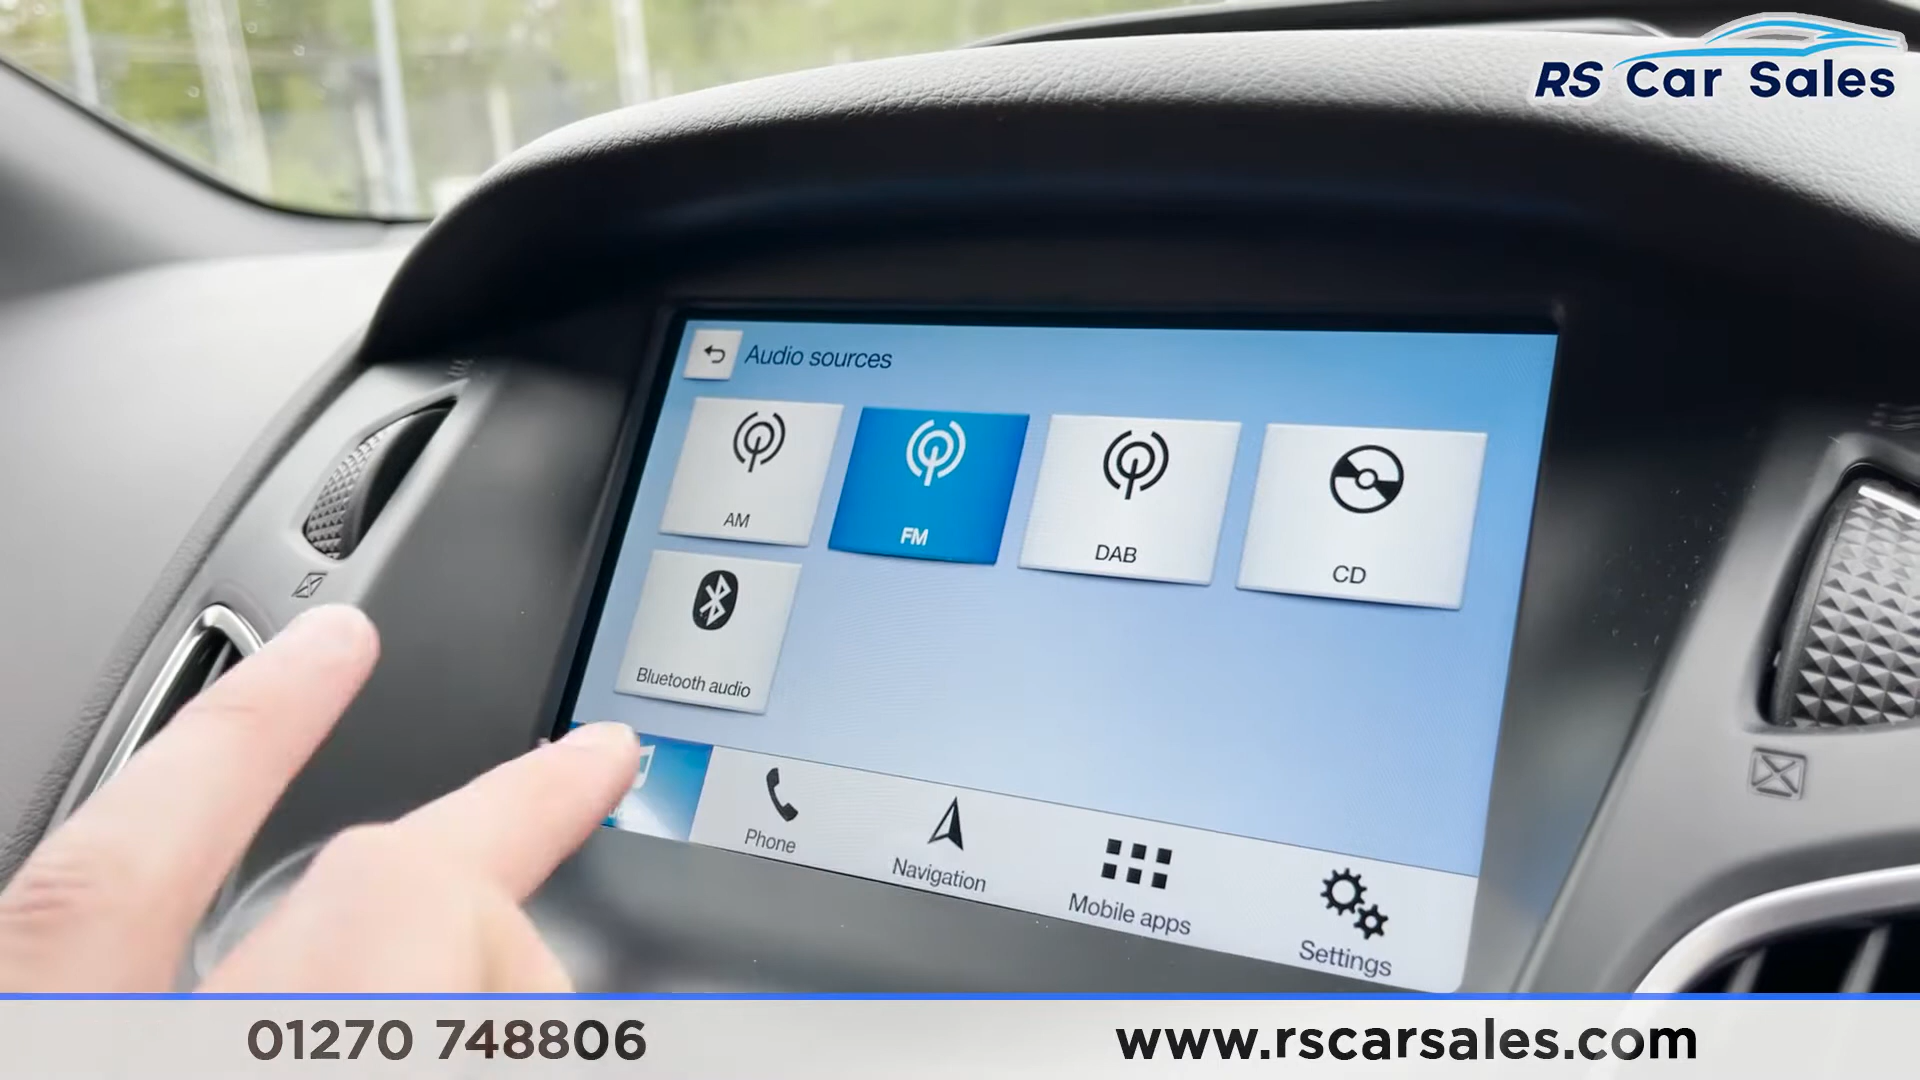 RS Car Sales
Audio sources
AM
FM
DAB
CD
Bluetooth audio
Phone
Navigation
Mobile apps
Settings
01270 748806
www.rscarsales.com